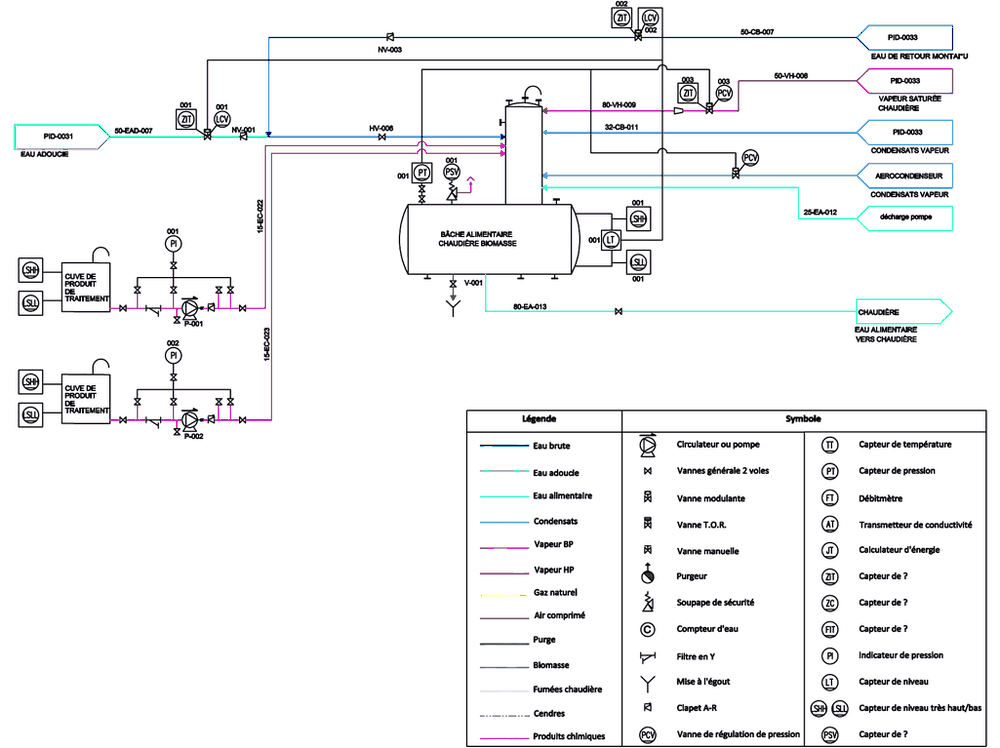 002
ZIT
LCV
002
50-CB-007
PID-0033
EAU DE RETOUR MONTAI*U
NV-003
50-VH-008
PID-0033
VAPEUR SATURÉE
CHAUDIÈRE
003
ZIT
003
PCV
80-VH-009
001
ZIT
001
LCV
PID-0031
EAU ADOUCIE
50-EAD-007
NV-001
HV-006
32-CB-011
PID-0033
CONDENSATS VAPEUR
PCV
001
PT
001
PSV
AEROCONDENSEUR
CONDENSATS VAPEUR
25-EA-012
décharge pompe
15-EC-022
BÂCHE ALIMENTAIRE
CHAUDIÈRE BIOMASSE
001
LSHH
001
LT
LSLL
001
V-001
80-EA-013
CHAUDIÈRE
EAU ALIMENTAIRE
VERS CHAUDIÈRE
001
PI
LSHH
LSLL
CUVE DE
PRODUIT
DE
TRAITEMENT
P-001
15-EC-023
002
PI
LSHH
LSLL
CUVE DE
PRODUIT
DE
TRAITEMENT
P-002
Légende
Symbole
Eau brute
Circulateur ou pompe
TT
Capteur de température
Eau adoucie
Vannes générale 2 voies
PT
Capteur de pression
Eau alimentaire
Vanne modulante
FT
Débitmètre
Condensats
Vanne T.O.R.
AT
Transmetteur de conductivité
Vapeur BP
Vanne manuelle
JT
Calculateur d'énergie
Vapeur HP
Purgeur
ZIT
Capteur de ?
Gaz naturel
Soupape de sécurité
ZC
Capteur de ?
Air comprimé
C
Compteur d'eau
FIT
Capteur de ?
Purge
Filtre en Y
PI
Indicateur de pression
Biomasse
Mise à l'égout
LT
Capteur de niveau
Fumées chaudière
Clapet A-R
LSHH
LSLL
Capteur de niveau très haut/bas
Cendres
Produits chimiques
PCV
Vanne de régulation de pression
PSV
Capteur de ?